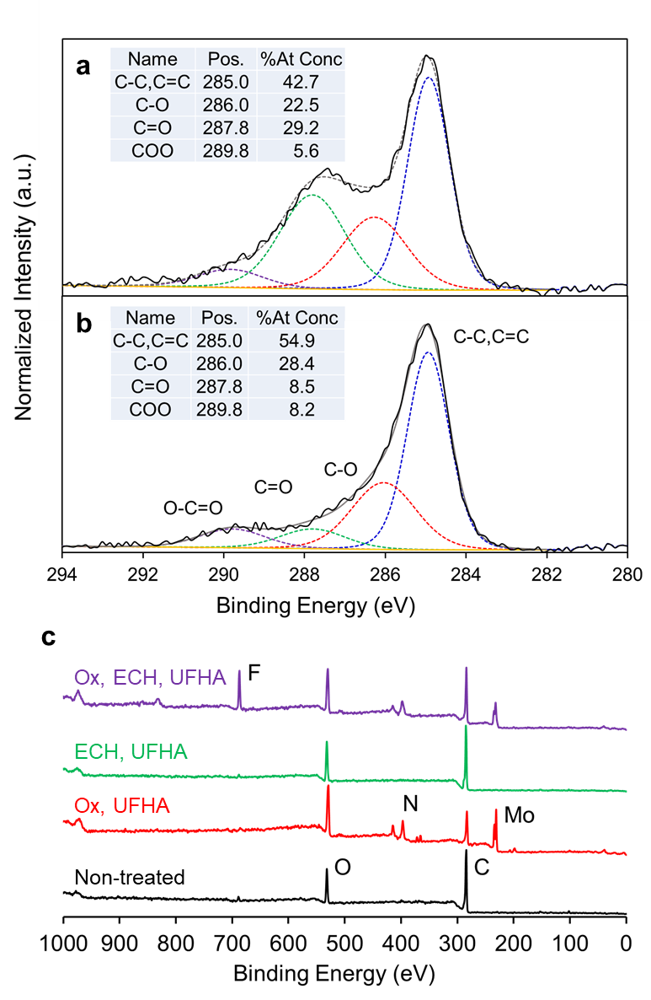 a
Name Pos. %At Conc
C-C,C=C 285.0 42.7
C-O 286.0 22.5
C=O 287.8 29.2
COO 289.8 5.6
Normalized Intensity (a.u.)
b
Name Pos. %At Conc
C-C,C=C 285.0 54.9
C-O 286.0 28.4
C=O 287.8 8.5
COO 289.8 8.2
C-C,C=C
C-O
C=O
O-C=O
294 292 290 288 286 284 282 280
Binding Energy (eV)
c
Ox, ECH, UFHA
F
ECH, UFHA
Ox, UFHA
N
Mo
Non-treated
O
C
1000 900 800 700 600 500 400 300 200 100 0
Binding Energy (eV)